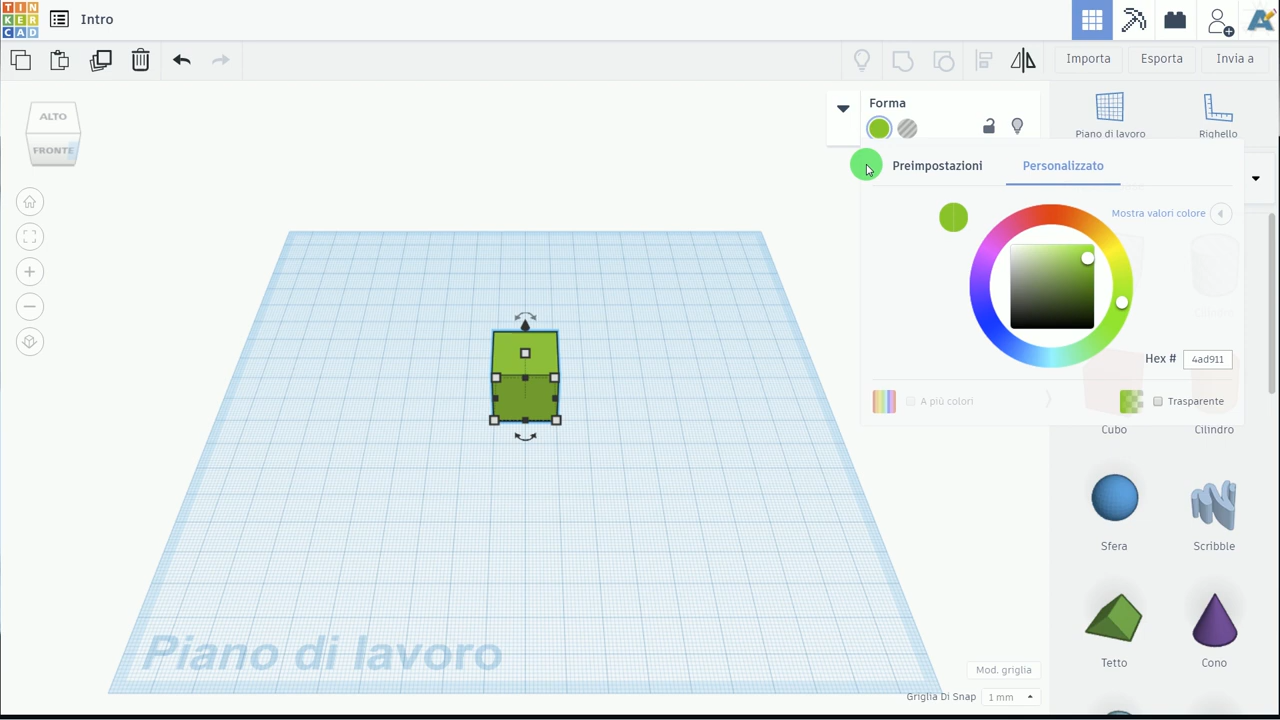 TIN
KER
CAD
Intro
Importa
Esporta
Invia a
ALTO
FRONTE
Forma
Piano di lavoro
Righello
Preimpostazioni
Personalizzato
Mostra valori colore
Hex #
4ad911
A più colori
Trasparente
Cubo
Cilindro
Sfera
Scribble
Tetto
Cono
Piano di lavoro
Mod. griglia
Griglia Di Snap
1 mm